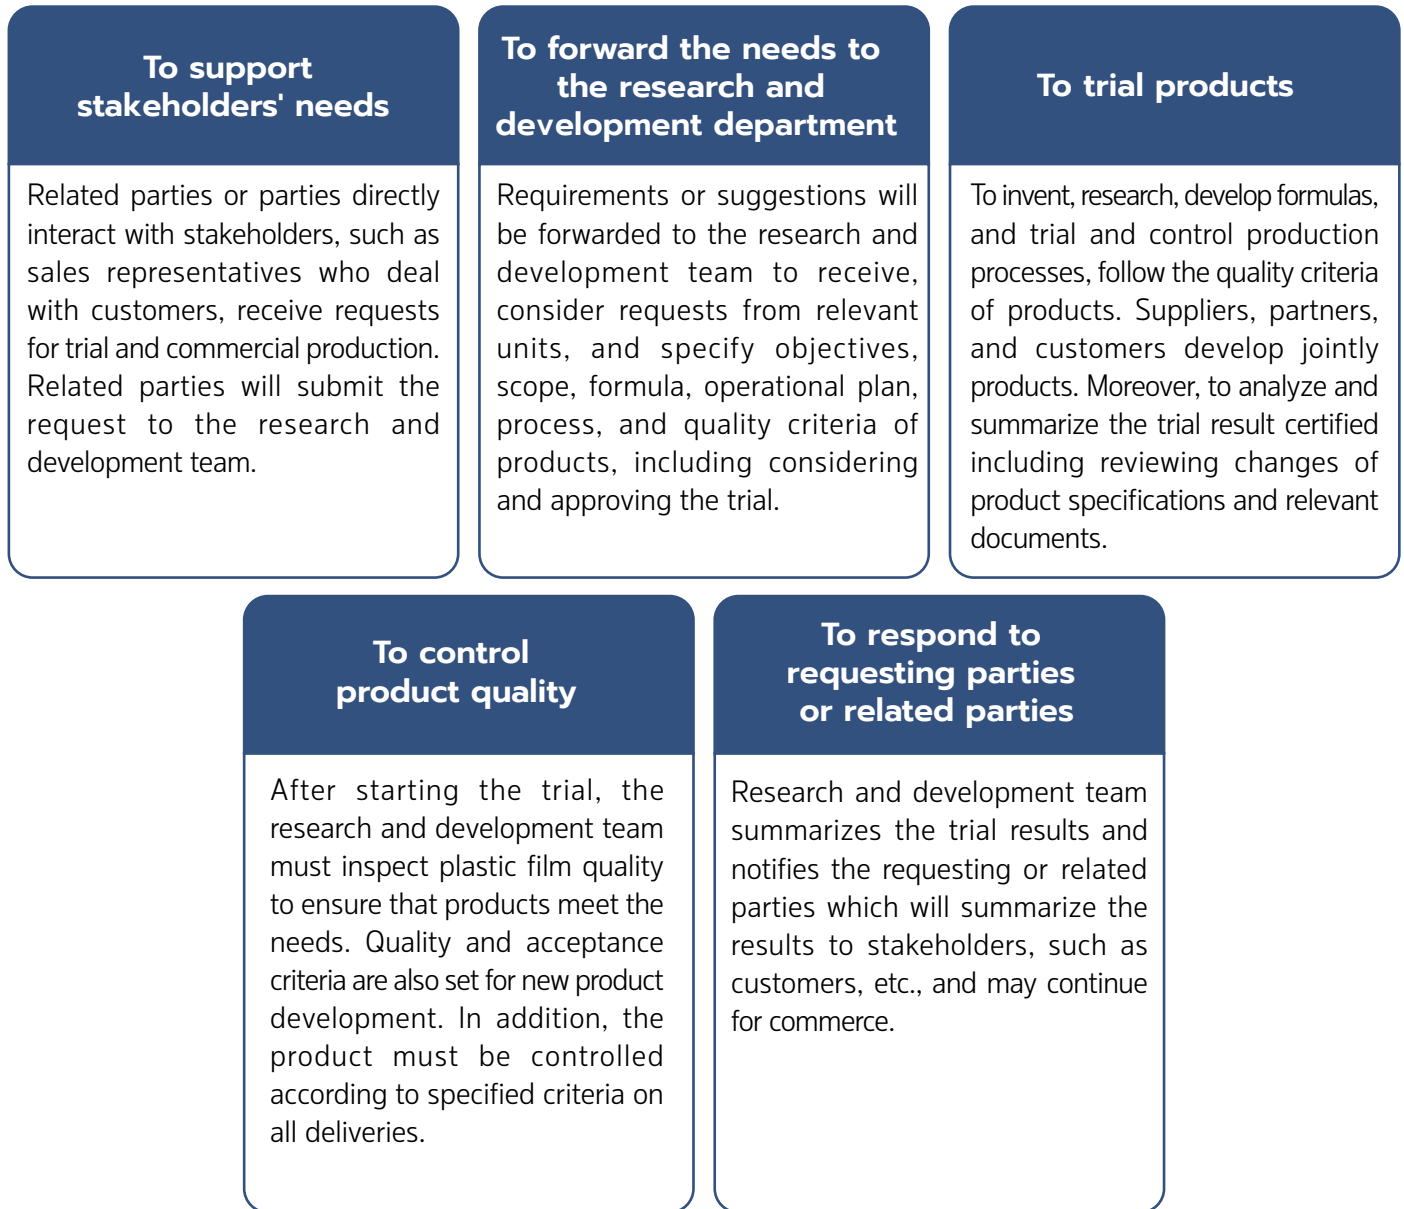 To support
stakeholders' needs
Related parties or parties directly
interact with stakeholders, such as
sales representatives who deal
with customers, receive requests
for trial and commercial production.
Related parties will submit the
request to the research and
development team.
To forward the needs to
the research and
development department
Requirements or suggestions will
be forwarded to the research and
development team to receive,
consider requests from relevant
units, and specify objectives,
scope, formula, operational plan,
process, and quality criteria of
products, including considering
and approving the trial.
To trial products
To invent, research, develop formulas,
and trial and control production
processes, follow the quality criteria
of products. Suppliers, partners,
and customers develop jointly
products. Moreover, to analyze and
summarize the trial result certified
including reviewing changes of
product specifications and relevant
documents.
To control
product quality
After starting the trial, the
research and development team
must inspect plastic film quality
to ensure that products meet the
needs. Quality and acceptance
criteria are also set for new product
development. In addition, the
product must be controlled
according to specified criteria on
all deliveries.
To respond to
requesting parties
or related parties
Research and development team
summarizes the trial results and
notifies the requesting or related
parties which will summarize the
results to stakeholders, such as
customers, etc., and may continue
for commerce.